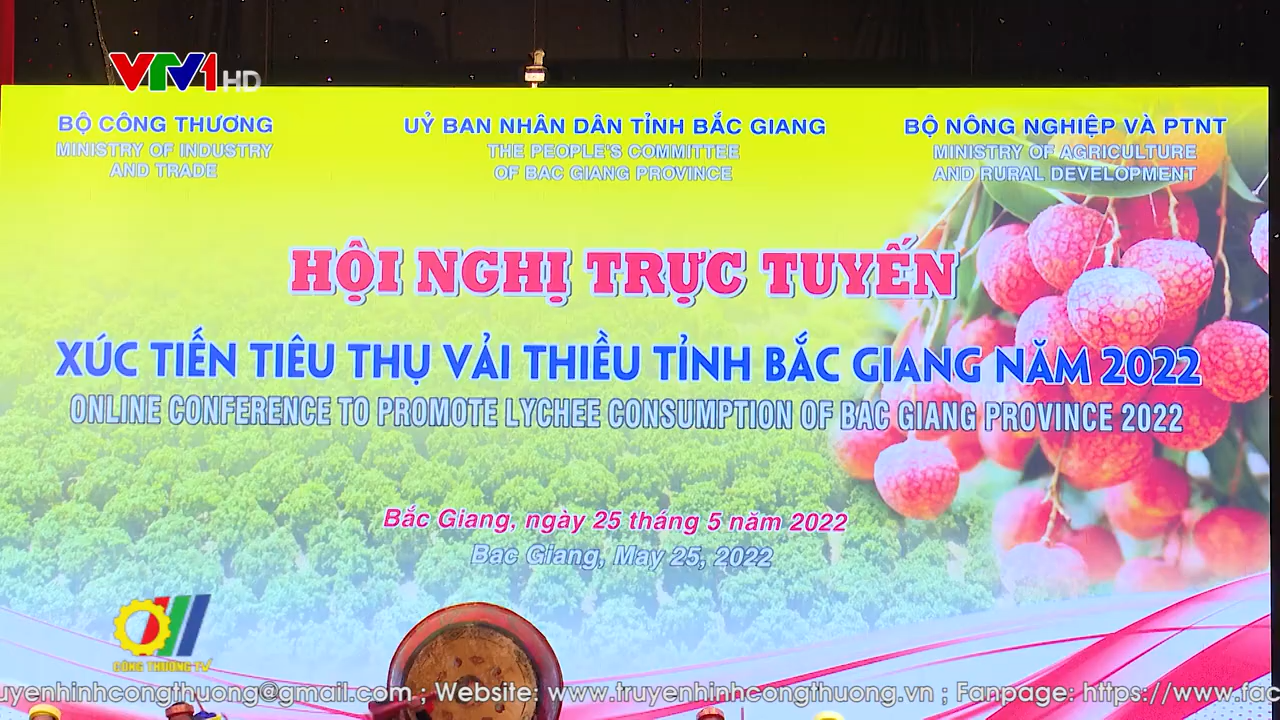 VTV1 HD
BỘ CÔNG THƯƠNG
MINISTRY OF INDUSTRY
AND TRADE
UỶ BAN NHÂN DÂN TỈNH BẮC GIANG
THE PEOPLE'S COMMITTEE
OF BAC GIANG PROVINCE
BỘ NÔNG NGHIỆP VÀ PTNT
MINISTRY OF AGRICULTURE
AND RURAL DEVELOPMENT
HỘI NGHỊ TRỰC TUYẾN
XÚC TIẾN TIÊU THỤ VẢI THIỀU TỈNH BẮC GIANG NĂM 2022
ONLINE CONFERENCE TO PROMOTE LYCHEE CONSUMPTION OF BAC GIANG PROVINCE 2022
Bắc Giang, ngày 25 tháng 5 năm 2022
Bac Giang, May 25, 2022
CÔNG THƯƠNG TV
ruyenhinhcongthuong@gmail.com ; Website: www.truyenhinhcongthuong.vn ; Fanpage: https://www.fac